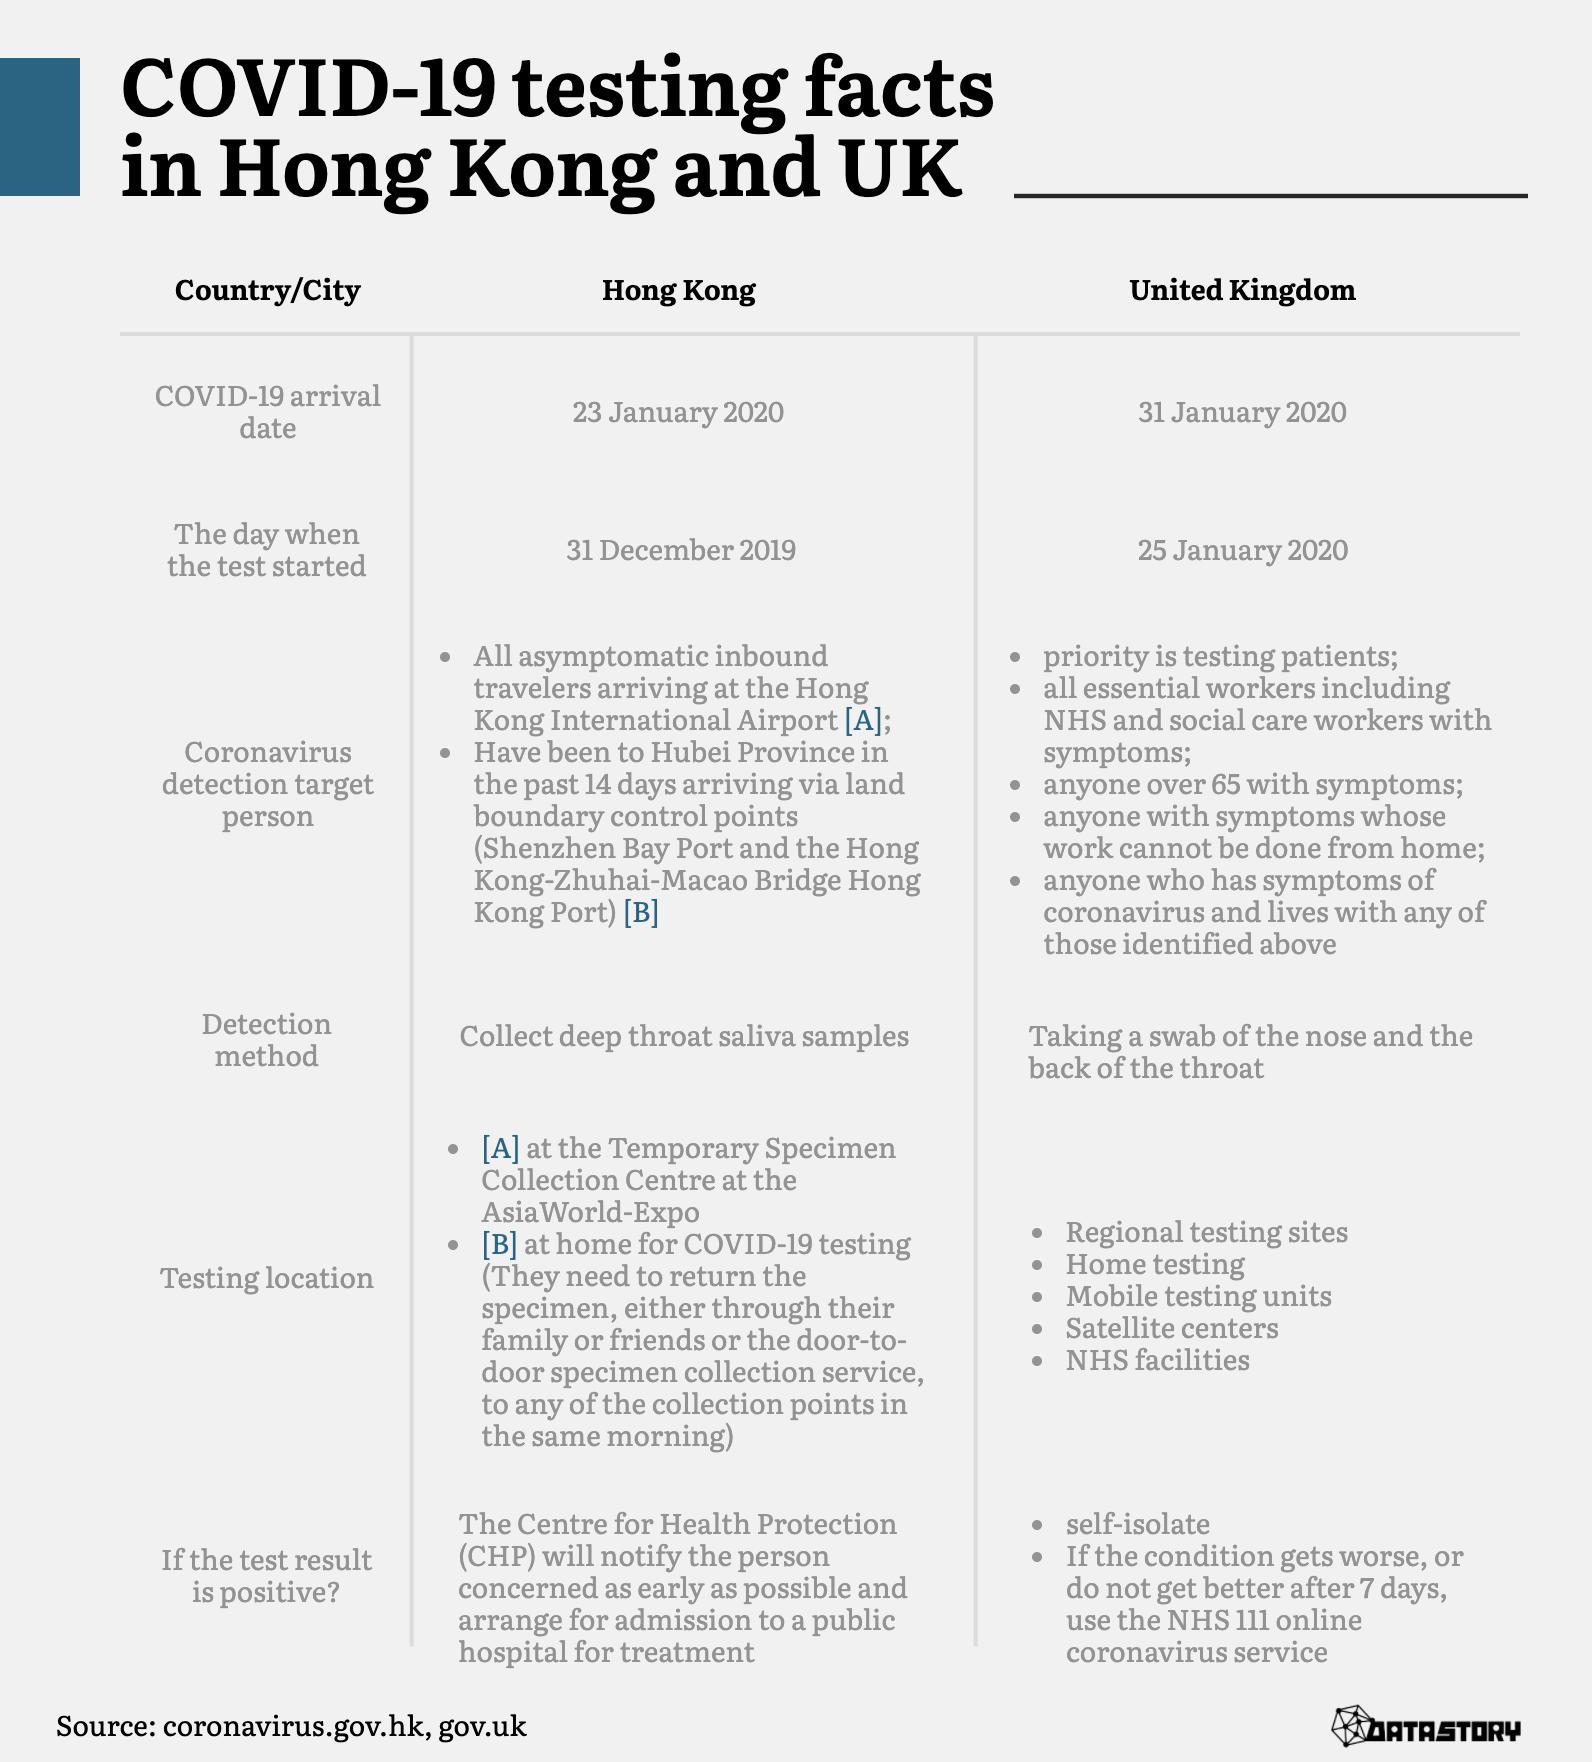 COVID-19 testing facts
in Hong Kong and UK
Country/City
Hong Kong
United Kingdom
COVID-19 arrival
date
23 January 2020
31 January 2020
The day when
the test started
31 December 2019
25 January 2020
Coronavirus
detection target
person
• All asymptomatic inbound
travelers arriving at the Hong
Kong International Airport [A];
• Have been to Hubei Province in
the past 14 days arriving via land
boundary control points
(Shenzhen Bay Port and the Hong
Kong-Zhuhai-Macao Bridge Hong
Kong Port) [B]
• priority is testing patients;
• all essential workers including
NHS and social care workers with
symptoms;
• anyone over 65 with symptoms;
• anyone with symptoms whose
work cannot be done from home;
• anyone who has symptoms of
coronavirus and lives with any of
those identified above
Detection
method
Collect deep throat saliva samples
Taking a swab of the nose and the
back of the throat
Testing location
• [A] at the Temporary Specimen
Collection Centre at the
AsiaWorld-Expo
• [B] at home for COVID-19 testing
(They need to return the
specimen, either through their
family or friends or the door-to-
door specimen collection service,
to any of the collection points in
the same morning)
• Regional testing sites
• Home testing
• Mobile testing units
• Satellite centers
• NHS facilities
If the test result
is positive?
The Centre for Health Protection
(CHP) will notify the person
concerned as early as possible and
arrange for admission to a public
hospital for treatment
• self-isolate
• If the condition gets worse, or
do not get better after 7 days,
use the NHS 111 online
coronavirus service
Source: coronavirus.gov.hk, gov.uk
DATASTORY